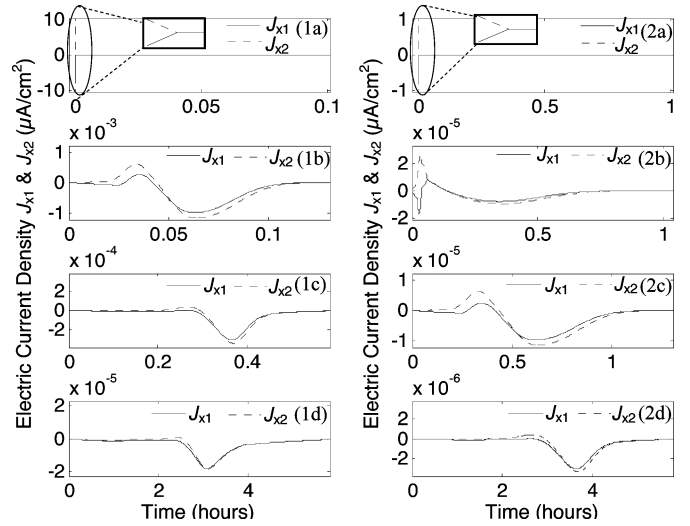 Electric Current Density Jx1 & Jx2 (μA/cm²)
10
0
-10
Jx1 (1a)
Jx2
0 0.05 0.1
x 10-3
1
0
-1
Jx1 Jx2 (1b)
0 0.05 0.1
x 10-4
2
0
-2
Jx1 Jx2 (1c)
0 0.2 0.4
x 10-5
2
0
-2
Jx1 Jx2 (1d)
0 2 4
Time (hours)
Electric Current Density Jx1 & Jx2 (μA/cm²)
10
5
0
-5
-1
Jx1 (2a)
Jx2
0 0.5 1
x 10-5
2
0
-2
Jx1 Jx2 (2b)
0 0.5 1
x 10-5
1
0
-1
Jx1 Jx2 (2c)
0 0.5 1
x 10-6
2
0
-2
Jx1 Jx2 (2d)
0 2 4
Time (hours)